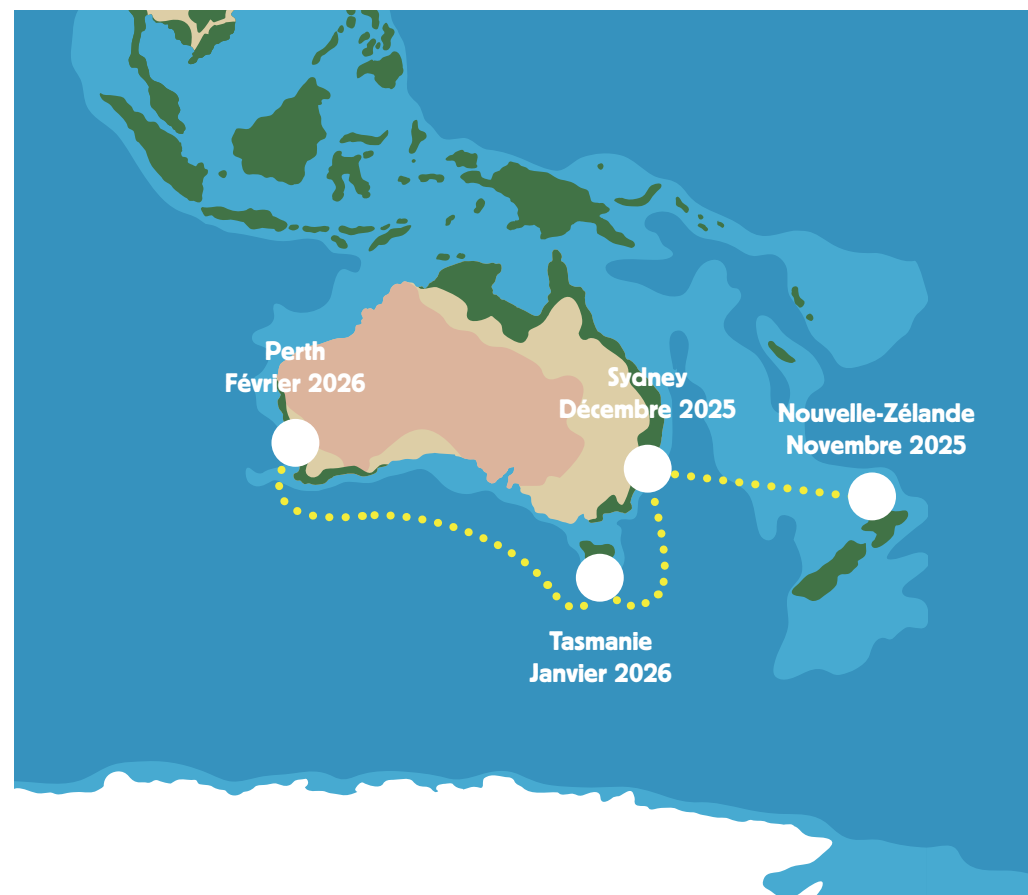 Perth
Février 2026
Sydney
Décembre 2025
Nouvelle-Zélande
Novembre 2025
Tasmanie
Janvier 2026